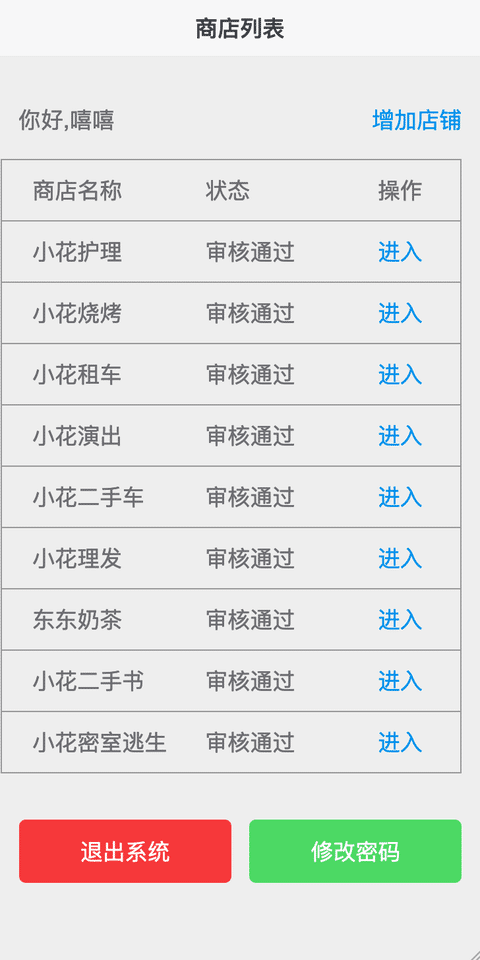 商店列表
你好,嘻嘻 增加店铺
商店名称 状态 操作
小花护理 审核通过 进入
小花烧烤 审核通过 进入
小花租车 审核通过 进入
小花演出 审核通过 进入
小花二手车 审核通过 进入
小花理发 审核通过 进入
东东奶茶 审核通过 进入
小花二手书 审核通过 进入
小花密室逃生 审核通过 进入
退出系统 修改密码